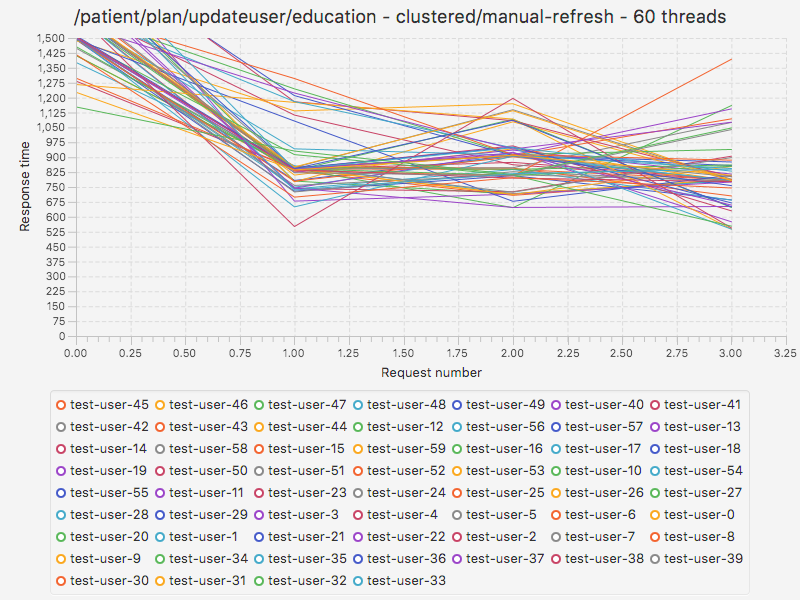 /patient/plan/updateuser/education - clustered/manual-refresh - 60 threads
1,500
1,425
1,350
1,275
1,200
1,125
1,050
975
900
825
750
675
600
525
450
375
300
225
150
75
0
Response time
0.00 0.25 0.50 0.75 1.00 1.25 1.50 1.75 2.00 2.25 2.50 2.75 3.00 3.25
Request number
test-user-45 test-user-46 test-user-47 test-user-48 test-user-49 test-user-40 test-user-41
test-user-42 test-user-43 test-user-44 test-user-12 test-user-56 test-user-57 test-user-13
test-user-14 test-user-58 test-user-15 test-user-59 test-user-16 test-user-17 test-user-18
test-user-19 test-user-50 test-user-51 test-user-52 test-user-53 test-user-10 test-user-54
test-user-55 test-user-11 test-user-23 test-user-24 test-user-25 test-user-26 test-user-27
test-user-28 test-user-29 test-user-3 test-user-4 test-user-5 test-user-6 test-user-0
test-user-20 test-user-1 test-user-21 test-user-22 test-user-2 test-user-7 test-user-8
test-user-9 test-user-34 test-user-35 test-user-36 test-user-37 test-user-38 test-user-39
test-user-30 test-user-31 test-user-32 test-user-33